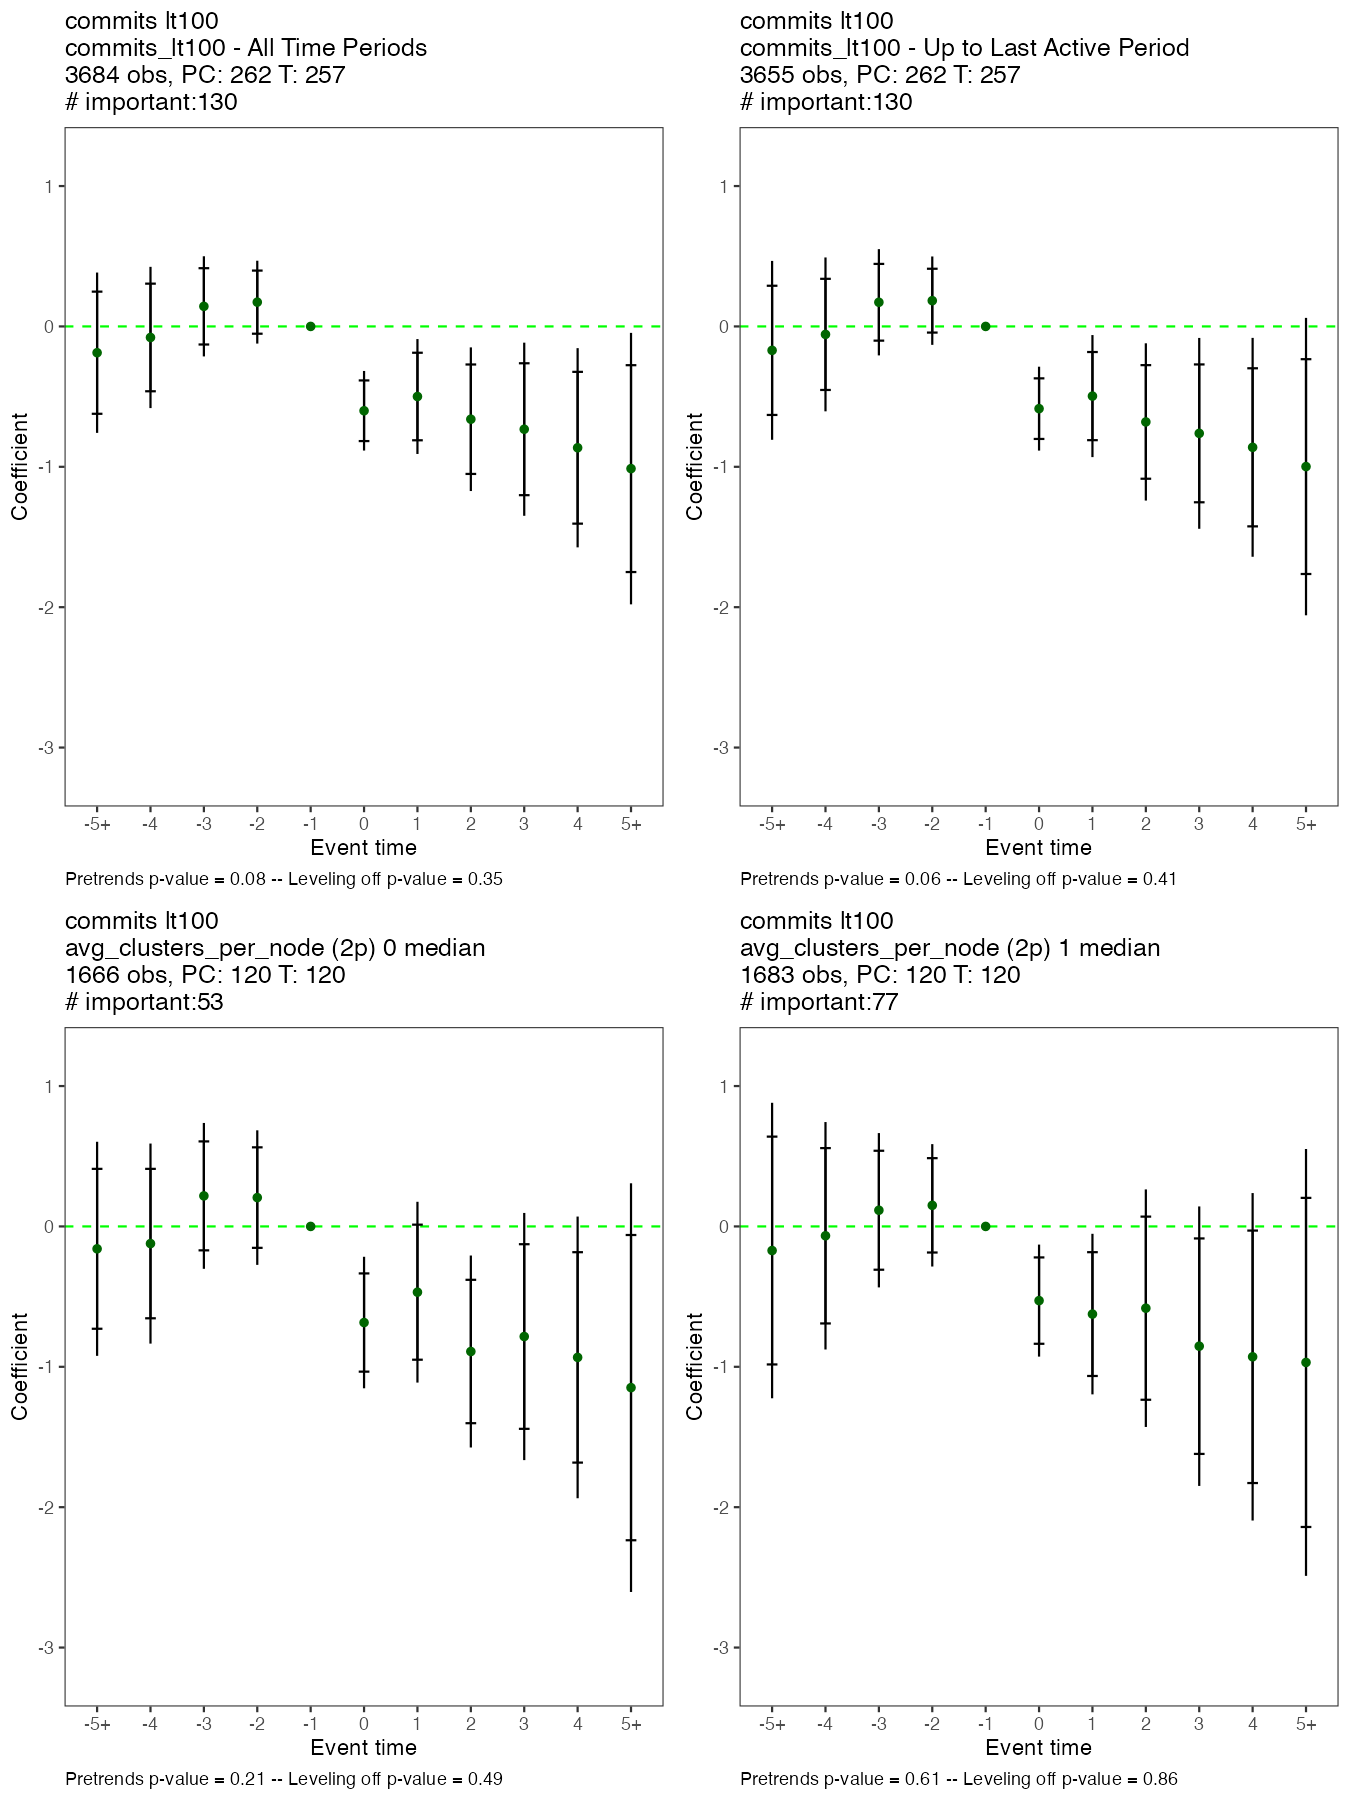 commits lt100
commits_lt100 - All Time Periods
3684 obs, PC: 262 T: 257
# important:130
1
0
-1
-2
-3
Coefficient
-5+ -4 -3 -2 -1 0 1 2 3 4 5+
Event time
Pretrends p-value = 0.08 -- Leveling off p-value = 0.35
commits lt100
commits_lt100 - Up to Last Active Period
3655 obs, PC: 262 T: 257
# important:130
1
0
-1
-2
-3
Coefficient
-5+ -4 -3 -2 -1 0 1 2 3 4 5+
Event time
Pretrends p-value = 0.06 -- Leveling off p-value = 0.41
commits lt100
avg_clusters_per_node (2p) 0 median
1666 obs, PC: 120 T: 120
# important:53
1
0
-1
-2
-3
Coefficient
-5+ -4 -3 -2 -1 0 1 2 3 4 5+
Event time
Pretrends p-value = 0.21 -- Leveling off p-value = 0.49
commits lt100
avg_clusters_per_node (2p) 1 median
1683 obs, PC: 120 T: 120
# important:77
1
0
-1
-2
-3
Coefficient
-5+ -4 -3 -2 -1 0 1 2 3 4 5+
Event time
Pretrends p-value = 0.61 -- Leveling off p-value = 0.86